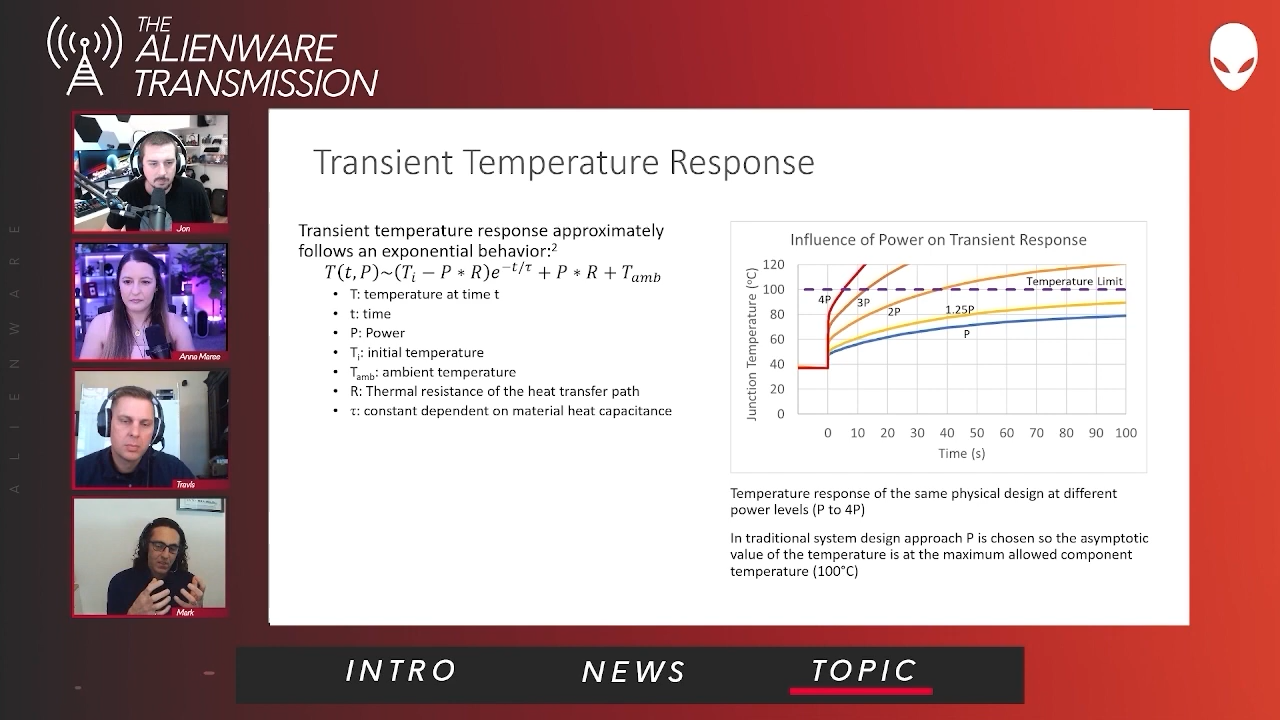 THE
ALIENWARE
TRANSMISSION
ALIENWARE
Jon
Anna Maree
Travis
Mark
Transient Temperature Response
Transient temperature response approximately
follows an exponential behavior:²
T(t, P)~(Tᵢ − P ∗ R)e^(−t/τ) + P ∗ R + T_amb
• T: temperature at time t
• t: time
• P: Power
• Tᵢ: initial temperature
• T_amb: ambient temperature
• R: Thermal resistance of the heat transfer path
• τ: constant dependent on material heat capacitance
Influence of Power on Transient Response
Junction Temperature (°C)
120
100
80
60
40
20
0
Temperature Limit
4P
3P
2P
1.25P
P
0 10 20 30 40 50 60 70 80 90 100
Time (s)
Temperature response of the same physical design at different
power levels (P to 4P)
In traditional system design approach P is chosen so the asymptotic
value of the temperature is at the maximum allowed component
temperature (100°C)
INTRO NEWS TOPIC